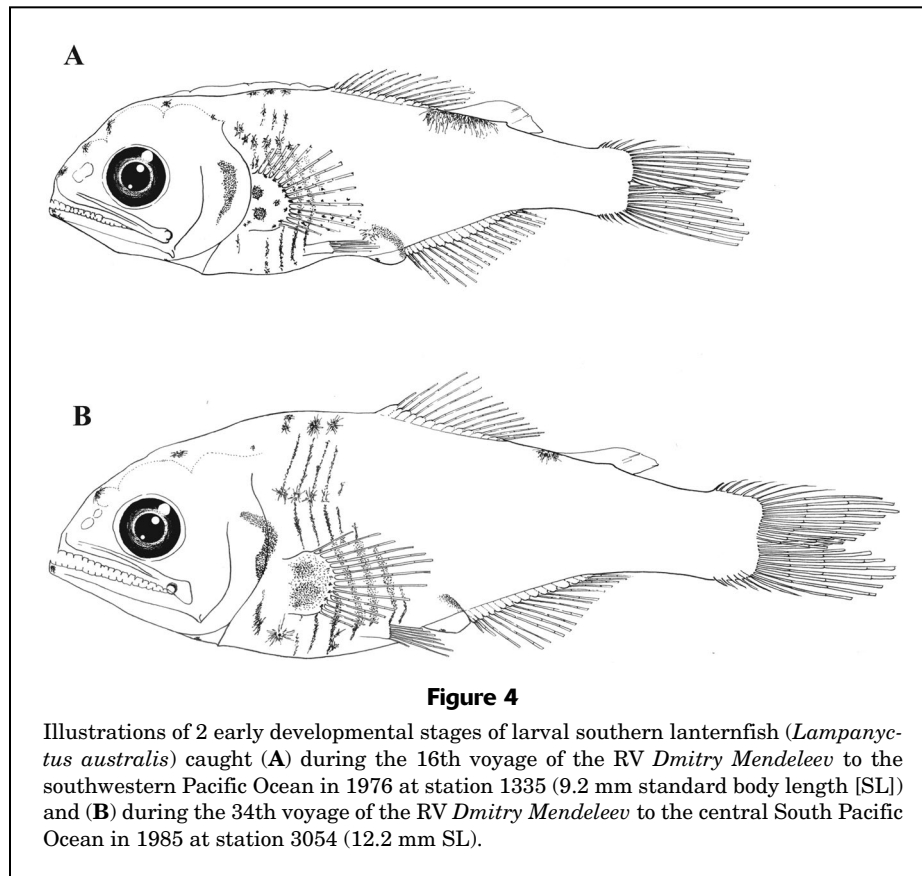 A
B
Figure 4
Illustrations of 2 early developmental stages of larval southern lanternfish (Lampanyc-
tus australis) caught (A) during the 16th voyage of the RV Dmitry Mendeleev to the
southwestern Pacific Ocean in 1976 at station 1335 (9.2 mm standard body length [SL])
and (B) during the 34th voyage of the RV Dmitry Mendeleev to the central South Pacific
Ocean in 1985 at station 3054 (12.2 mm SL).